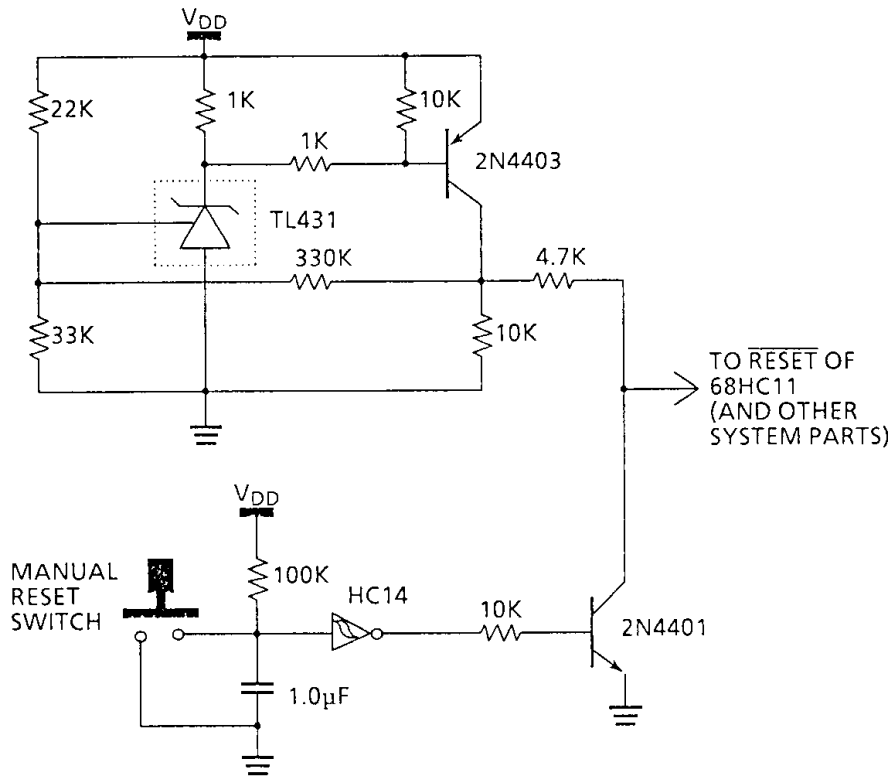 VDD
22K
1K
10K
1K
2N4403
TL431
330K
4.7K
33K
10K
TO RESET OF
68HC11
(AND OTHER
SYSTEM PARTS)
VDD
MANUAL
RESET
SWITCH
100K
HC14
10K
2N4401
1.0µF